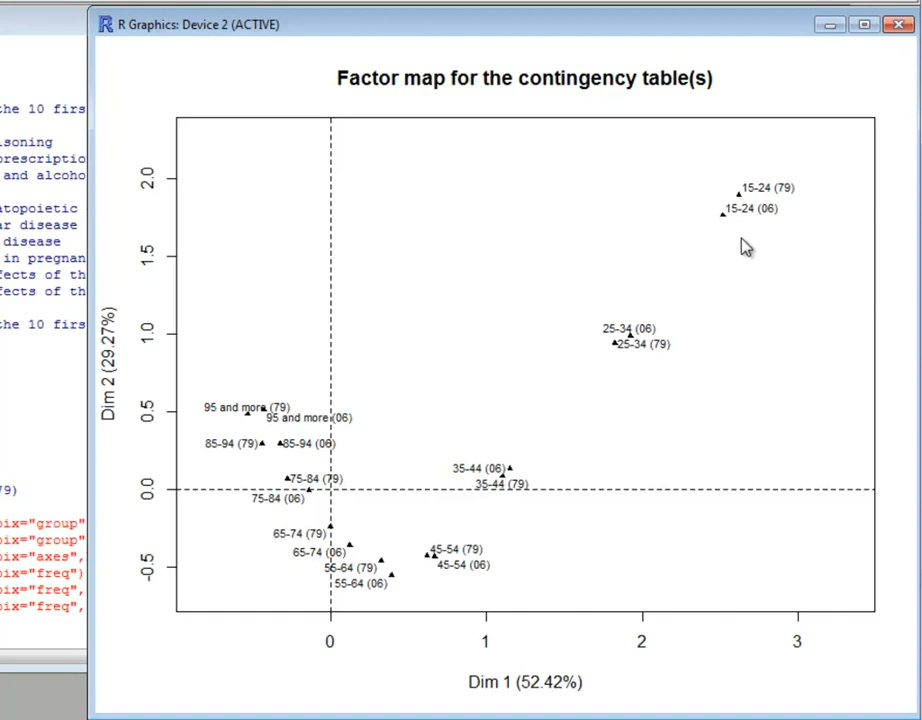 R Graphics: Device 2 (ACTIVE)
the 10 firs
isoning
prescriptio
and alcoho
atopoietic
ar disease
disease
in pregnan
fects of th
fects of th
the 10 firs
79)
pix="group"
pix="group"
pix="axes",
pix="freq")
pix="freq",
pix="freq",
Factor map for the contingency table(s)
2.0
1.5
1.0
0.5
0.0
-0.5
Dim 2 (29.27%)
15-24 (79)
15-24 (06)
25-34 (06)
25-34 (79)
95 and more (79)
95 and more (06)
85-94 (79)
85-94 (06)
35-44 (06)
75-84 (79)
35-44 (79)
75-84 (06)
65-74 (79)
65-74 (06)
45-54 (79)
45-54 (06)
55-64 (79)
55-64 (06)
0 1 2 3
Dim 1 (52.42%)